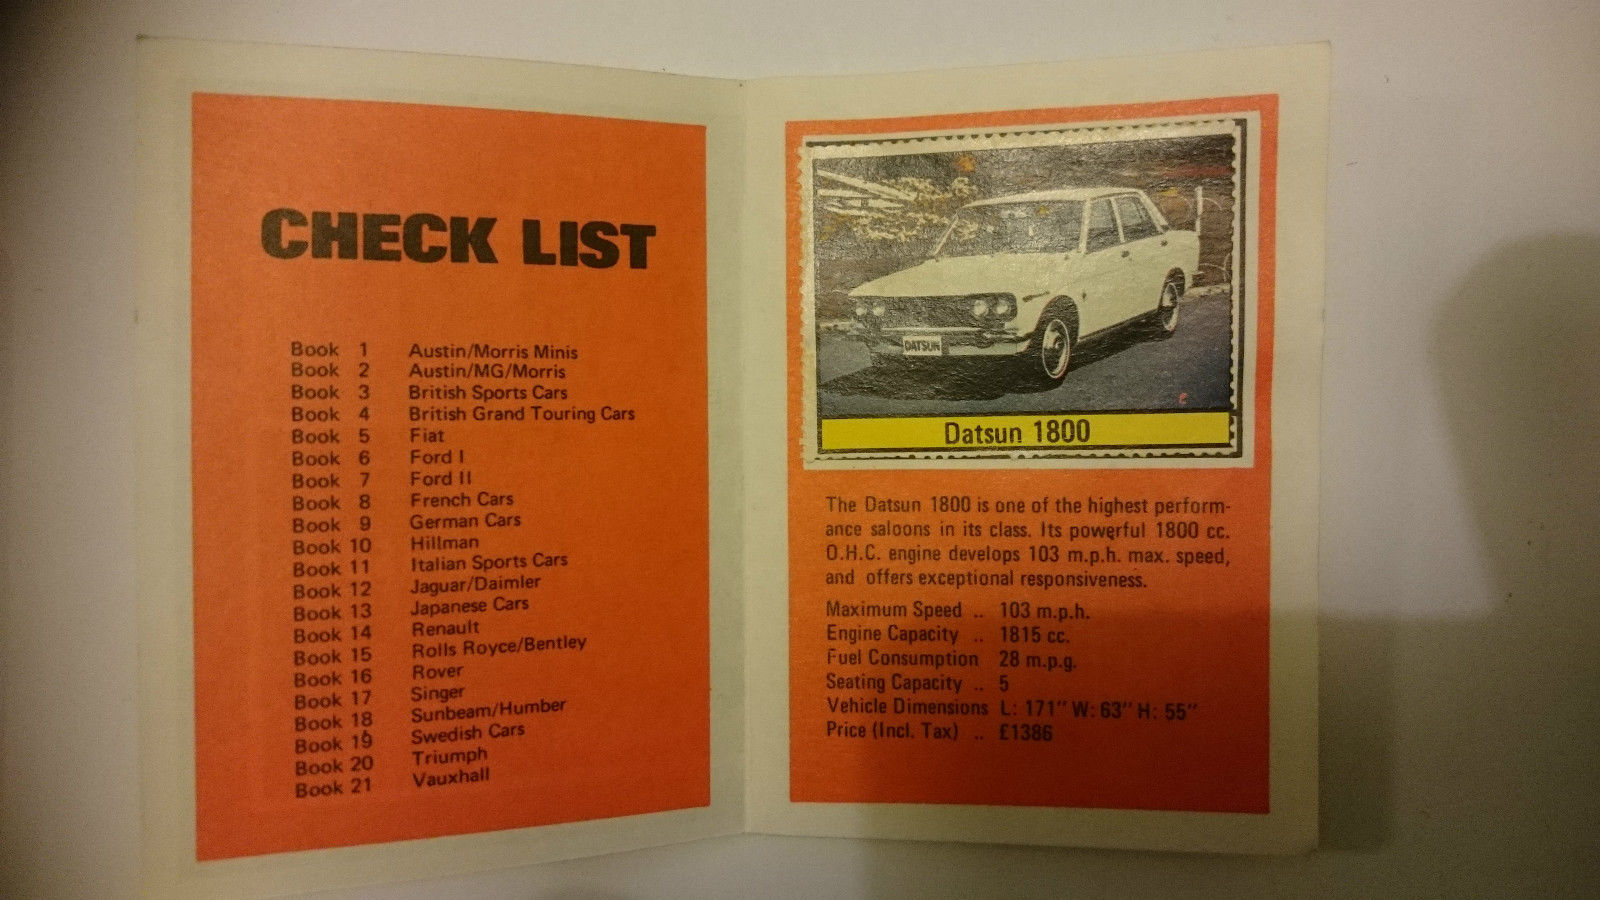 CHECK LIST
Book 1 Austin/Morris Minis
Book 2 Austin/MG/Morris
Book 3 British Sports Cars
Book 4 British Grand Touring Cars
Book 5 Fiat
Book 6 Ford I
Book 7 Ford II
Book 8 French Cars
Book 9 German Cars
Book 10 Hillman
Book 11 Italian Sports Cars
Book 12 Jaguar/Daimler
Book 13 Japanese Cars
Book 14 Renault
Book 15 Rolls Royce/Bentley
Book 16 Rover
Book 17 Singer
Book 18 Sunbeam/Humber
Book 19 Swedish Cars
Book 20 Triumph
Book 21 Vauxhall
DATSUN
Datsun 1800
The Datsun 1800 is one of the highest perform-
ance saloons in its class. Its powerful 1800 cc.
O.H.C. engine develops 103 m.p.h. max. speed,
and offers exceptional responsiveness.
Maximum Speed .. 103 m.p.h.
Engine Capacity .. 1815 cc.
Fuel Consumption 28 m.p.g.
Seating Capacity .. 5
Vehicle Dimensions L: 171" W: 63" H: 55"
Price (Incl. Tax) .. £1386